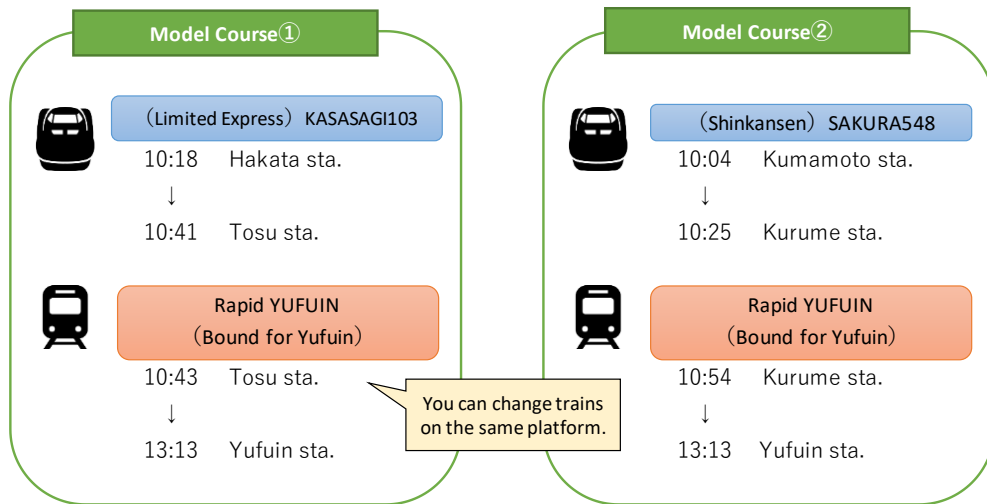 Model Course①
（Limited Express）KASASAGI103
10:18 Hakata sta.
↓
10:41 Tosu sta.
Rapid YUFUIN
（Bound for Yufuin）
10:43 Tosu sta.
↓
13:13 Yufuin sta.
You can change trains
on the same platform.
Model Course②
（Shinkansen）SAKURA548
10:04 Kumamoto sta.
↓
10:25 Kurume sta.
Rapid YUFUIN
（Bound for Yufuin）
10:54 Kurume sta.
↓
13:13 Yufuin sta.